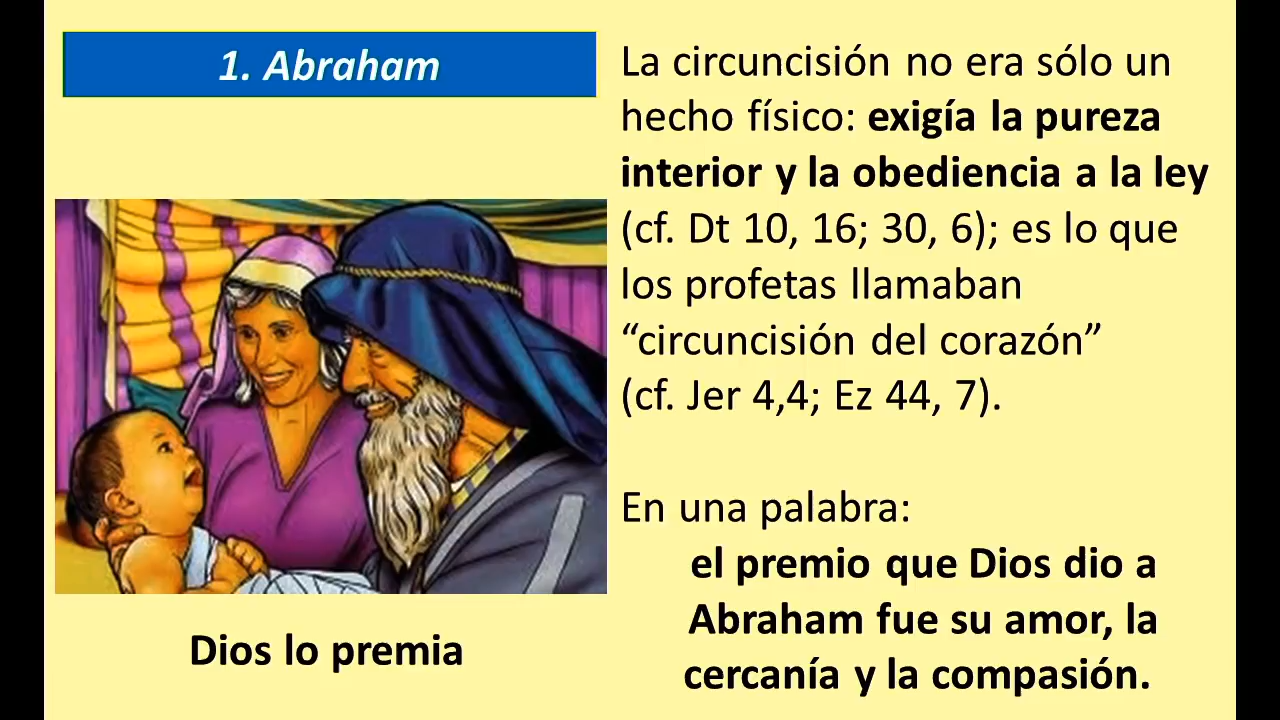 1. Abraham
La circuncisión no era sólo un
hecho físico: exigía la pureza
interior y la obediencia a la ley
(cf. Dt 10, 16; 30, 6); es lo que
los profetas llamaban
“circuncisión del corazón”
(cf. Jer 4,4; Ez 44, 7).
En una palabra:
el premio que Dios dio a
Abraham fue su amor, la
cercanía y la compasión.
Dios lo premia